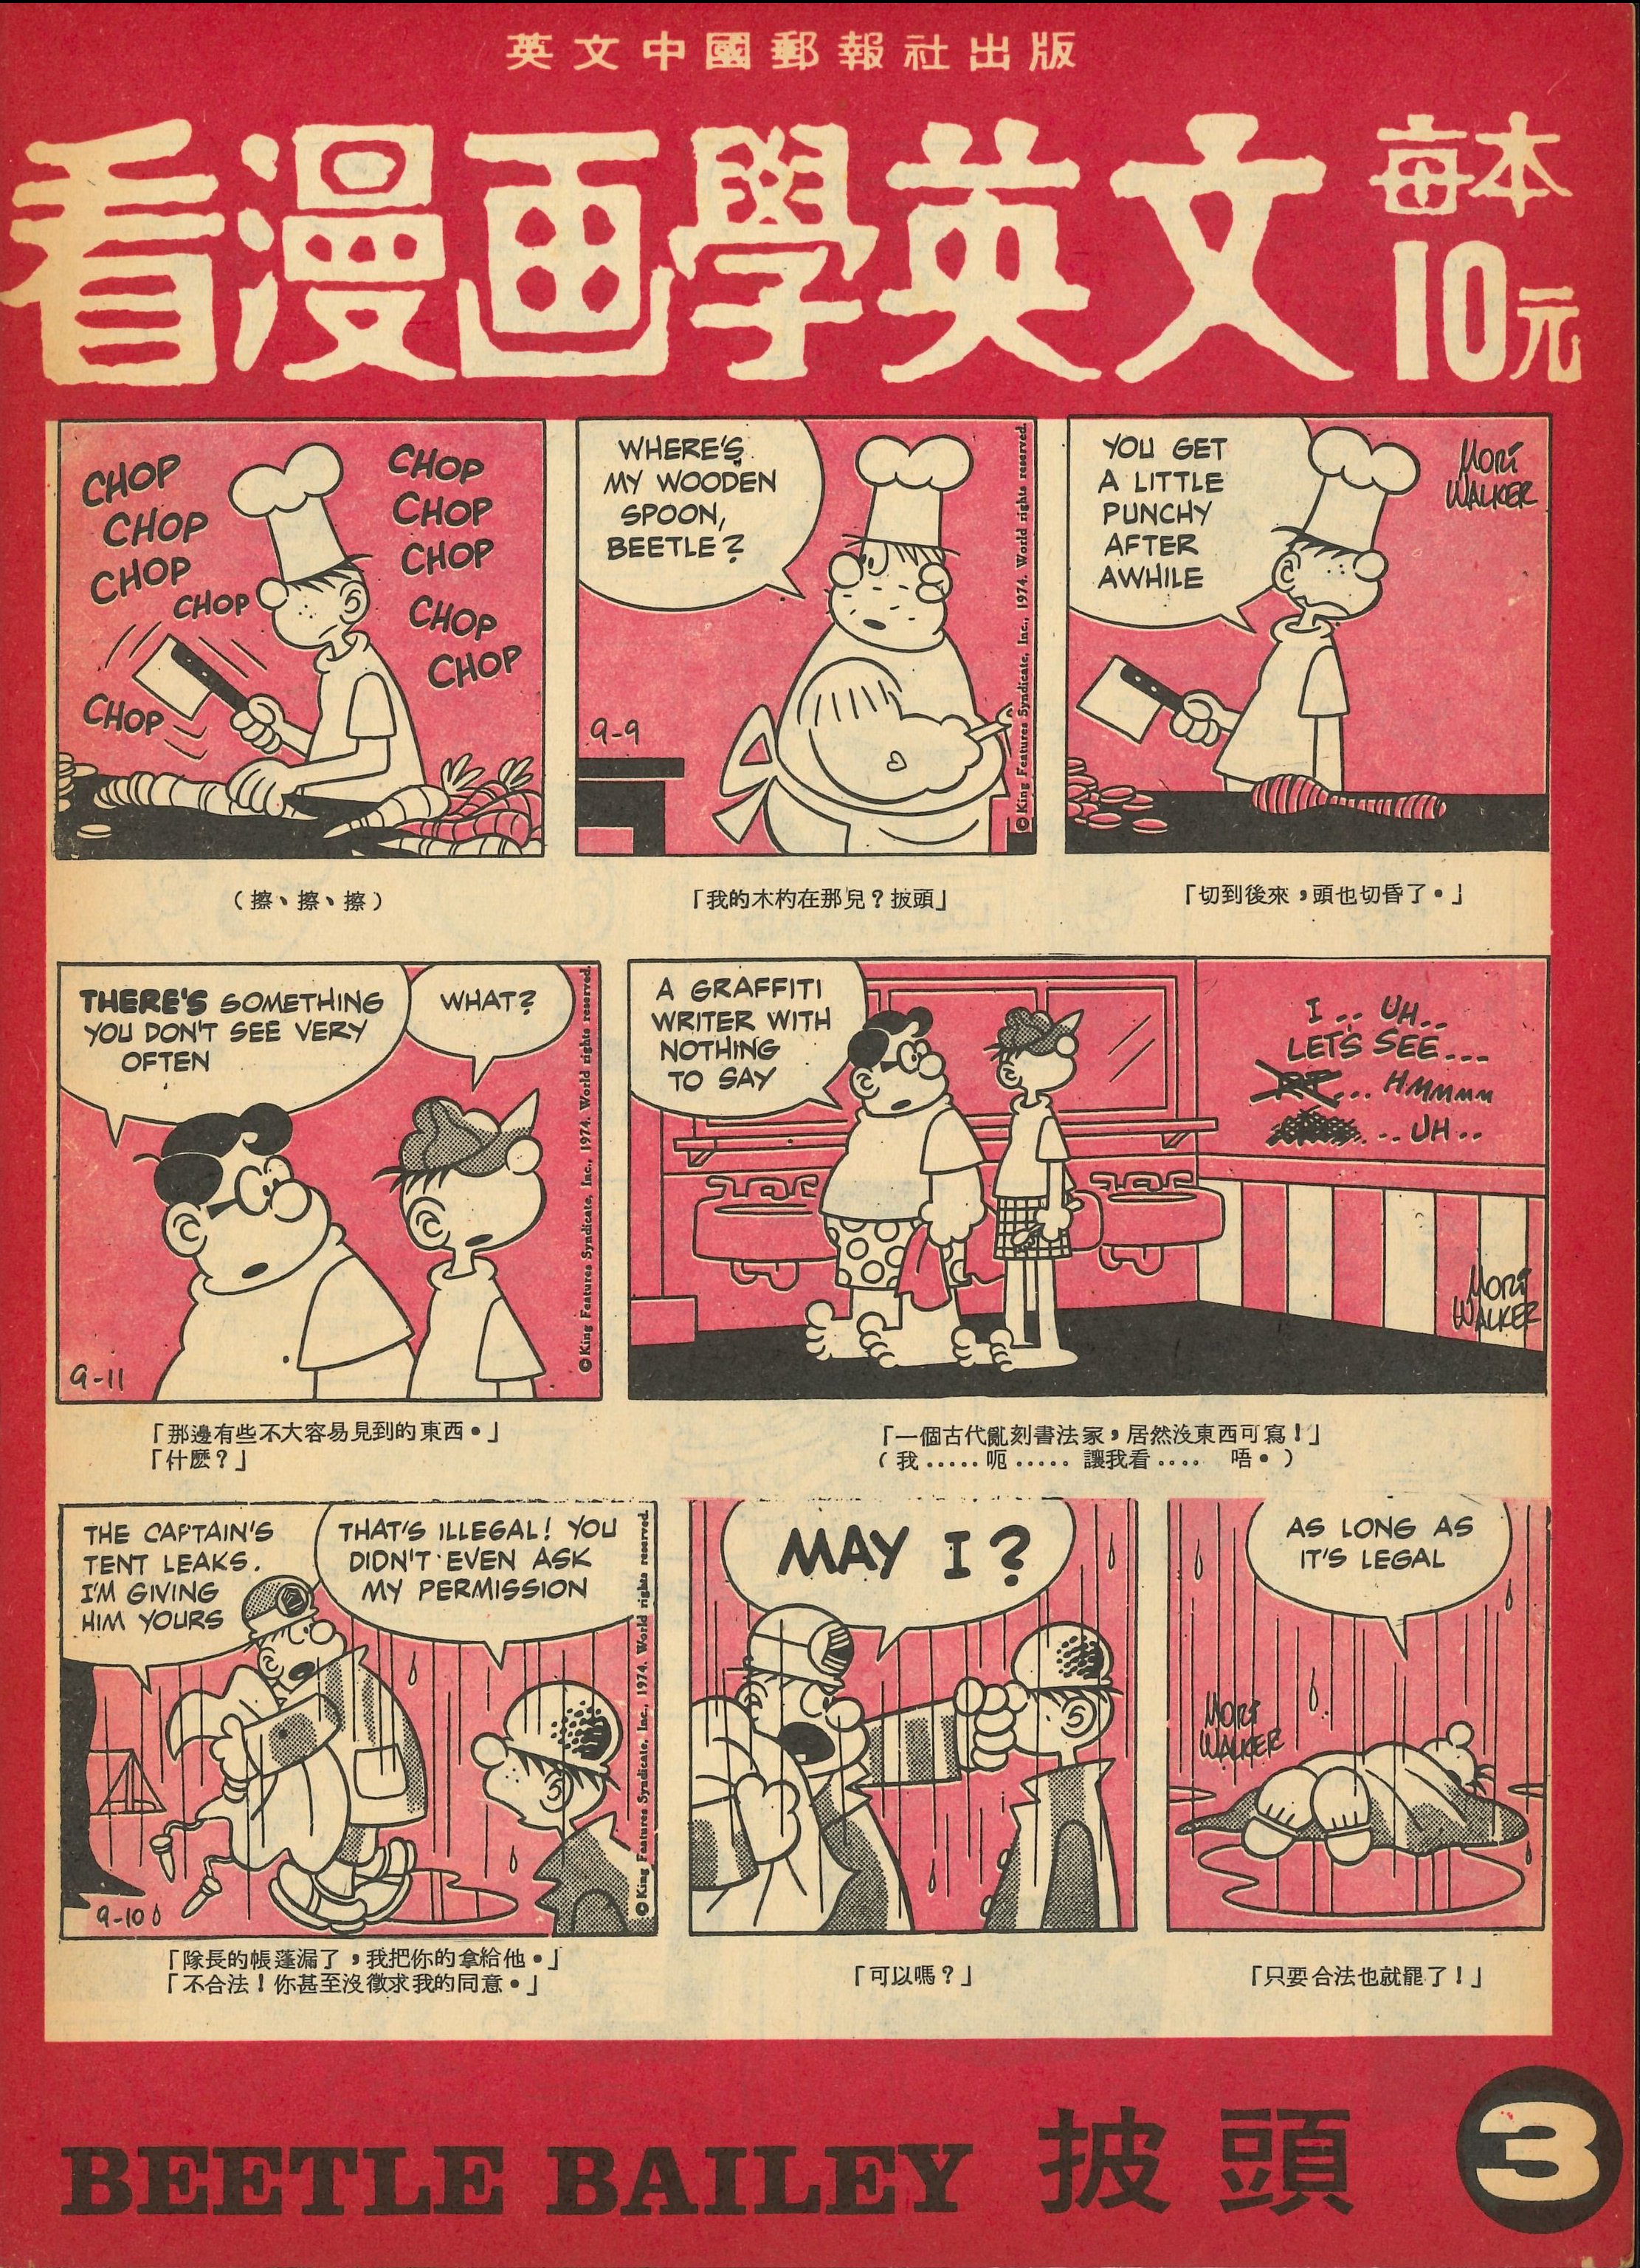 英文中國郵報社出版
看漫画學英文
每本
10元
CHOP
CHOP
CHOP
CHOP
CHOP
CHOP
CHOP
CHOP
CHOP
CHOP
WHERE'S
MY WOODEN
SPOON,
BEETLE?
9-9
©King Features Syndicate, Inc., 1974. World rights reserved.
YOU GET
A LITTLE
PUNCHY
AFTER
AWHILE
MORT
WALKER
（擦、擦、擦）
「我的木杓在那兒？披頭」
「切到後來，頭也切昏了。」
THERE'S SOMETHING
YOU DON'T SEE VERY
OFTEN
WHAT?
9-11
©King Features Syndicate, Inc., 1974. World rights reserved.
A GRAFFITI
WRITER WITH
NOTHING
TO SAY
I .. UH..
LETS SEE...
... HMMMM
...UH..
MORT
WALKER
「那邊有些不大容易見到的東西。」
「什麽？」
「一個古代亂刻書法家，居然沒東西可寫！」
（我.....呃.....讓我看.... 唔。）
THE CAPTAIN'S
TENT LEAKS.
I'M GIVING
HIM YOURS
THAT'S ILLEGAL! YOU
DIDN'T EVEN ASK
MY PERMISSION
9-10
©King Features Syndicate, Inc., 1974. World rights reserved.
MAY I?
AS LONG AS
IT'S LEGAL
MORT
WALKER
「隊長的帳蓬漏了，我把你的拿給他。」
「不合法！你甚至沒徵求我的同意。」
「可以嗎？」
「只要合法也就罷了！」
BEETLE BAILEY 披頭
3